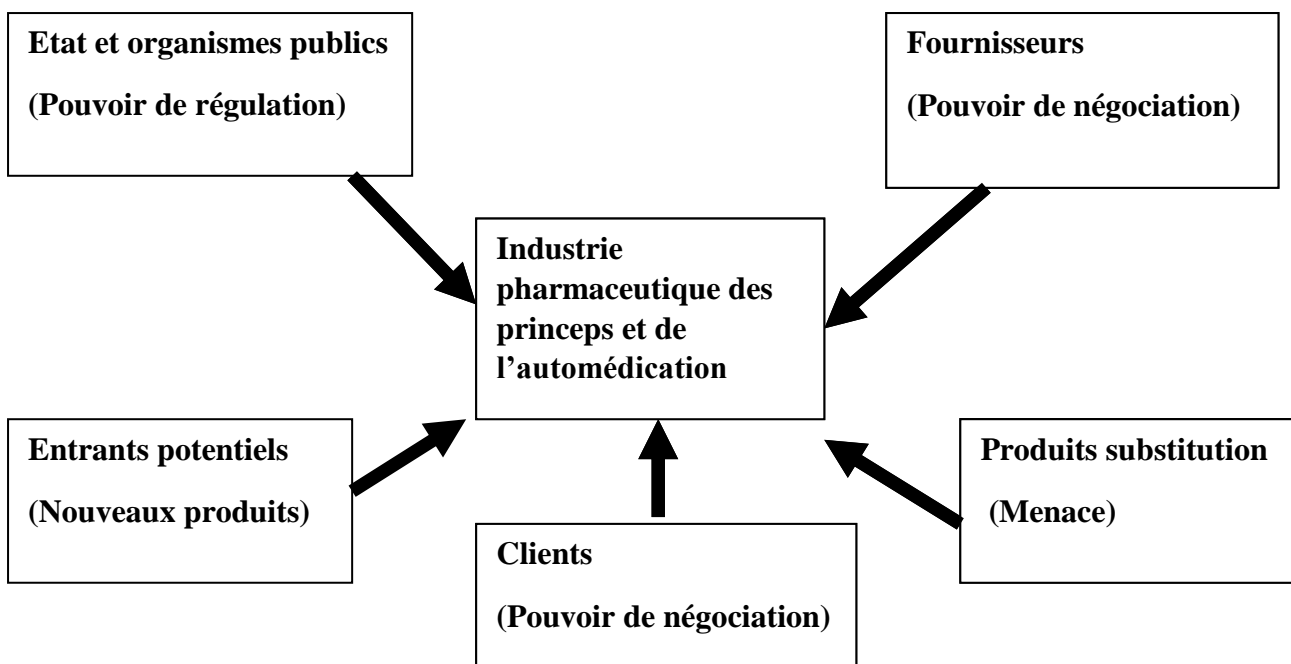 Etat et organismes publics
(Pouvoir de régulation)
Fournisseurs
(Pouvoir de négociation)
Industrie
pharmaceutique des
princeps et de
l’automédication
Entrants potentiels
(Nouveaux produits)
Clients
(Pouvoir de négociation)
Produits substitution
(Menace)